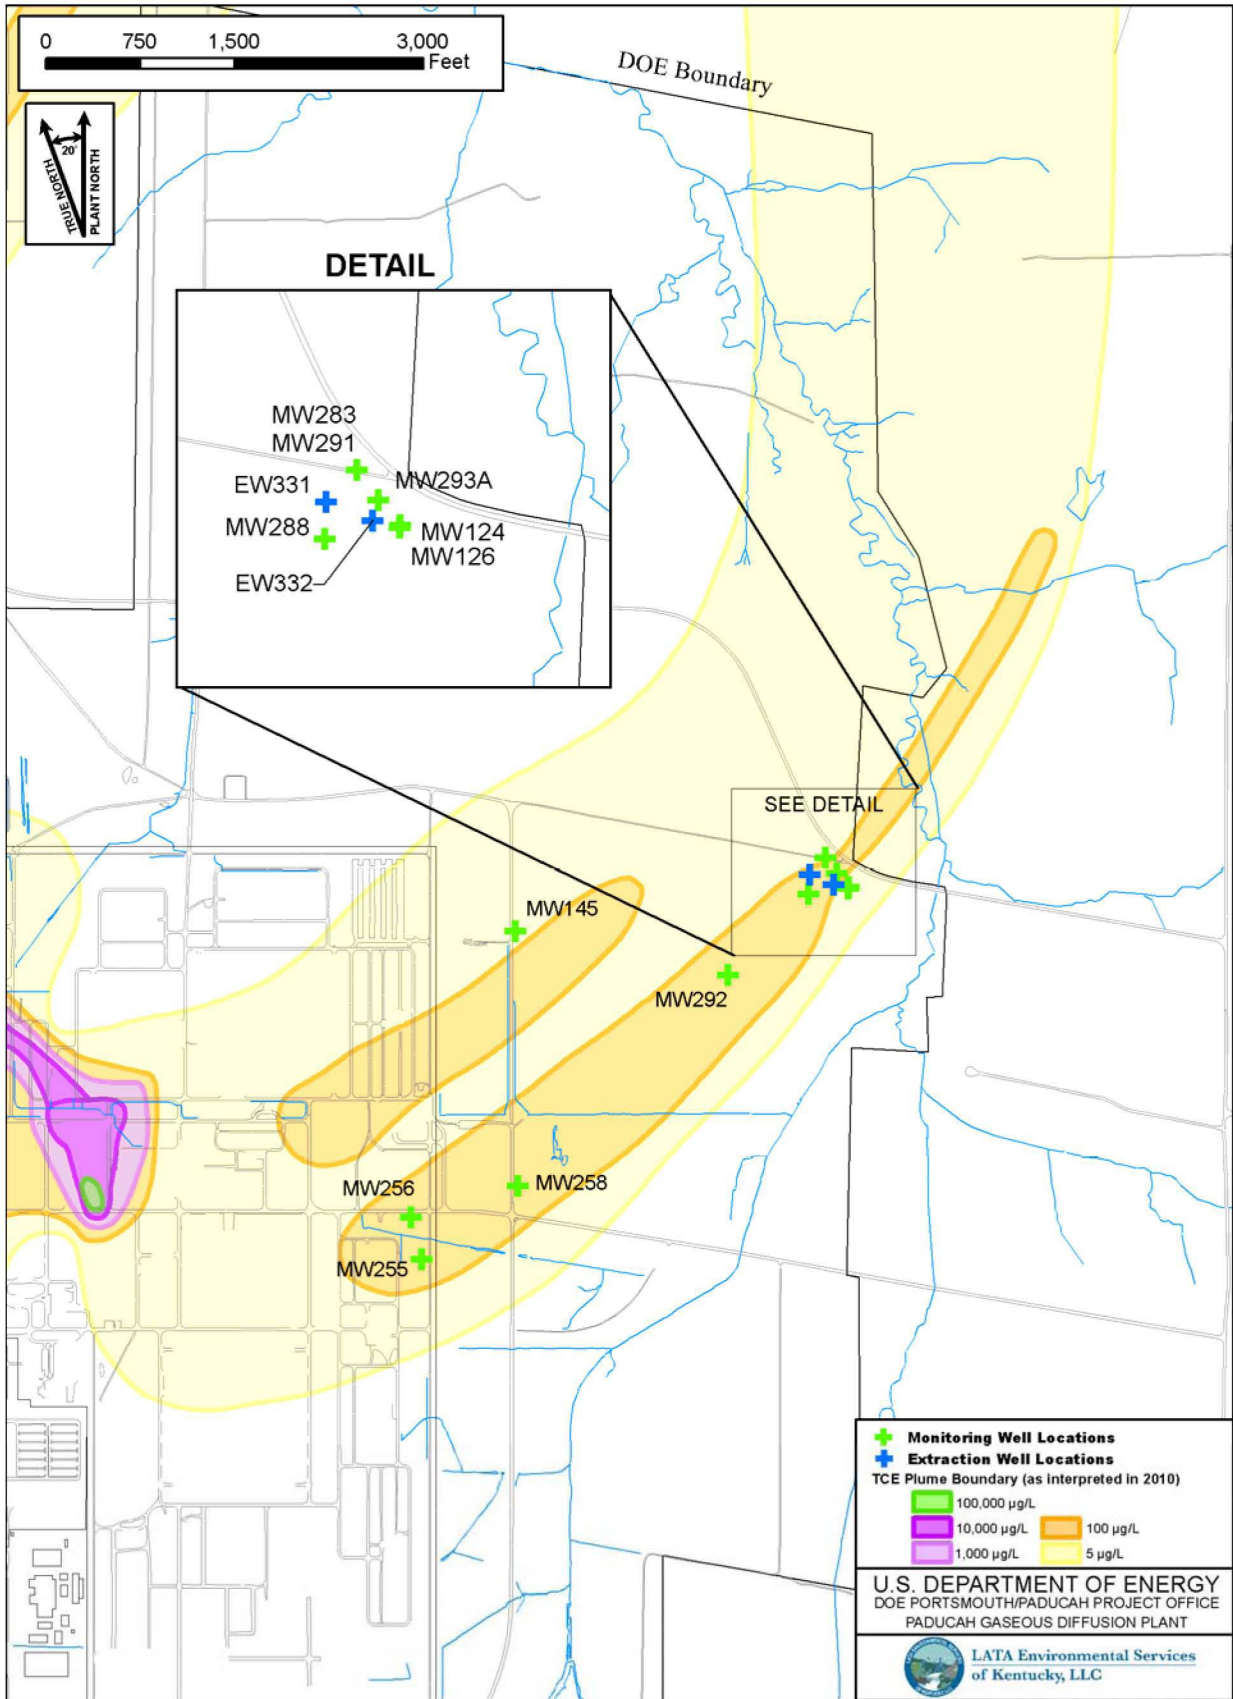 0 750 1,500 3,000
Feet
DOE Boundary
20°
TRUE NORTH
PLANT NORTH
DETAIL
MW283
MW291
MW293A
EW331
MW288
MW124
MW126
EW332
SEE DETAIL
MW145
MW292
MW256
MW258
MW255
Monitoring Well Locations
Extraction Well Locations
TCE Plume Boundary (as interpreted in 2010)
100,000 µg/L
10,000 µg/L 100 µg/L
1,000 µg/L 5 µg/L
U.S. DEPARTMENT OF ENERGY
DOE PORTSMOUTH/PADUCAH PROJECT OFFICE
PADUCAH GASEOUS DIFFUSION PLANT
LATA Environmental Services
of Kentucky, LLC